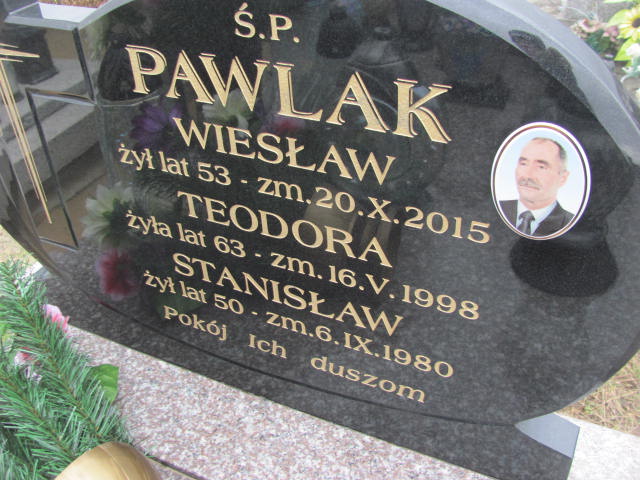 Ś.P.
PAWLAK
WIESŁAW
żył lat 53 - zm. 20.X.2015
TEODORA
żyła lat 63 - zm. 16.V.1998
STANISŁAW
żył lat 50 - zm. 6.IX.1980
Pokój Ich duszom